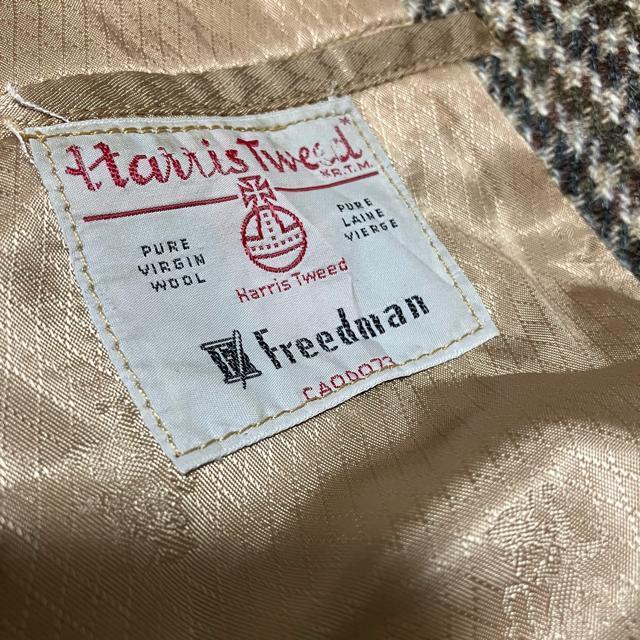 Harris Tweed
*R.T.M.
PURE
VIRGIN
WOOL
PURE
LAINE
VIERGE
Harris Tweed
Freedman
CA00073